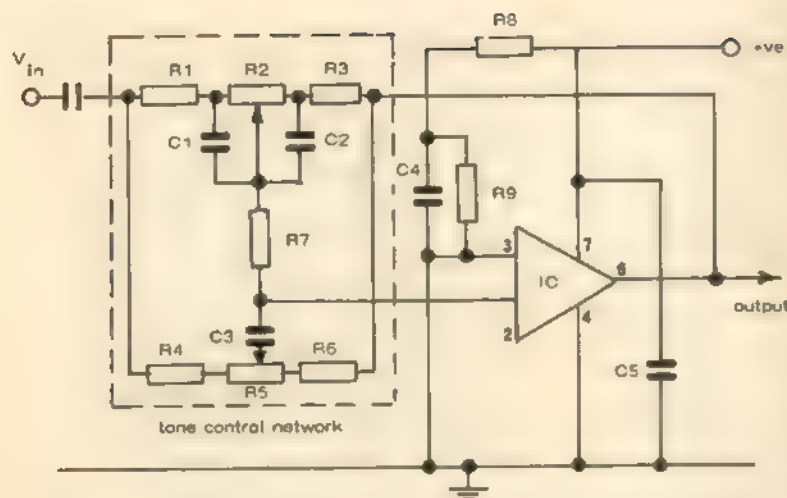 R8
+ve
V in
R1 R2 R3
C1 C2
C4
R9
R7
3 7
IC 6
2 4
output
C3
R4 R6
R5
C5
tone control network